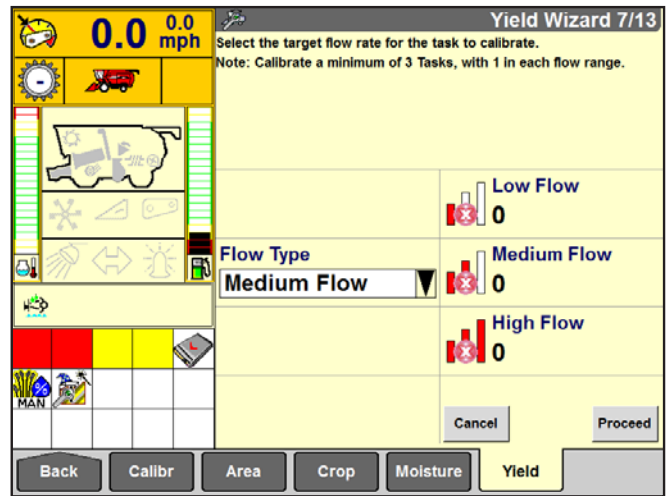 0.0
0.0
mph
Yield Wizard 7/13
Select the target flow rate for the task to calibrate.
Note: Calibrate a minimum of 3 Tasks, with 1 in each flow range.
Low Flow
0
Flow Type
Medium Flow
Medium Flow
0
High Flow
0
L
%
MAN
Cancel
Proceed
Back
Calibr
Area
Crop
Moisture
Yield